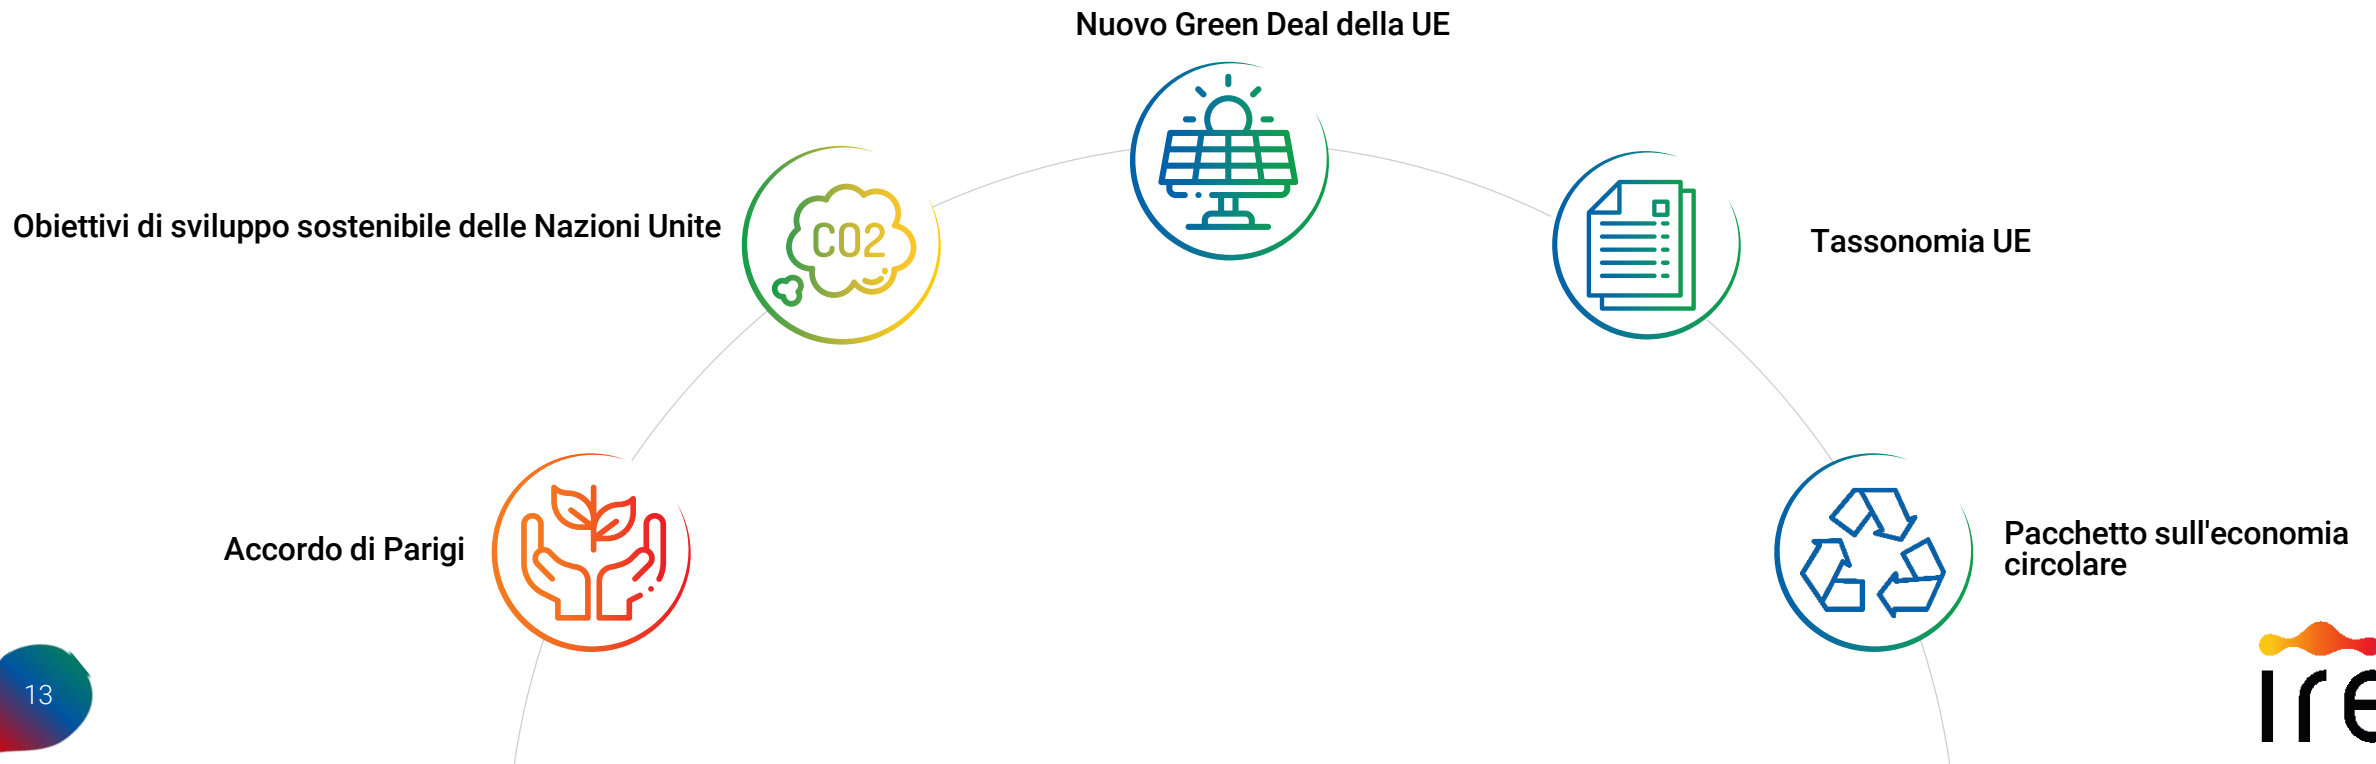 Nuovo Green Deal della UE
Obiettivi di sviluppo sostenibile delle Nazioni Unite
CO2
Tassonomia UE
Accordo di Parigi
Pacchetto sull'economia
circolare
13
ire